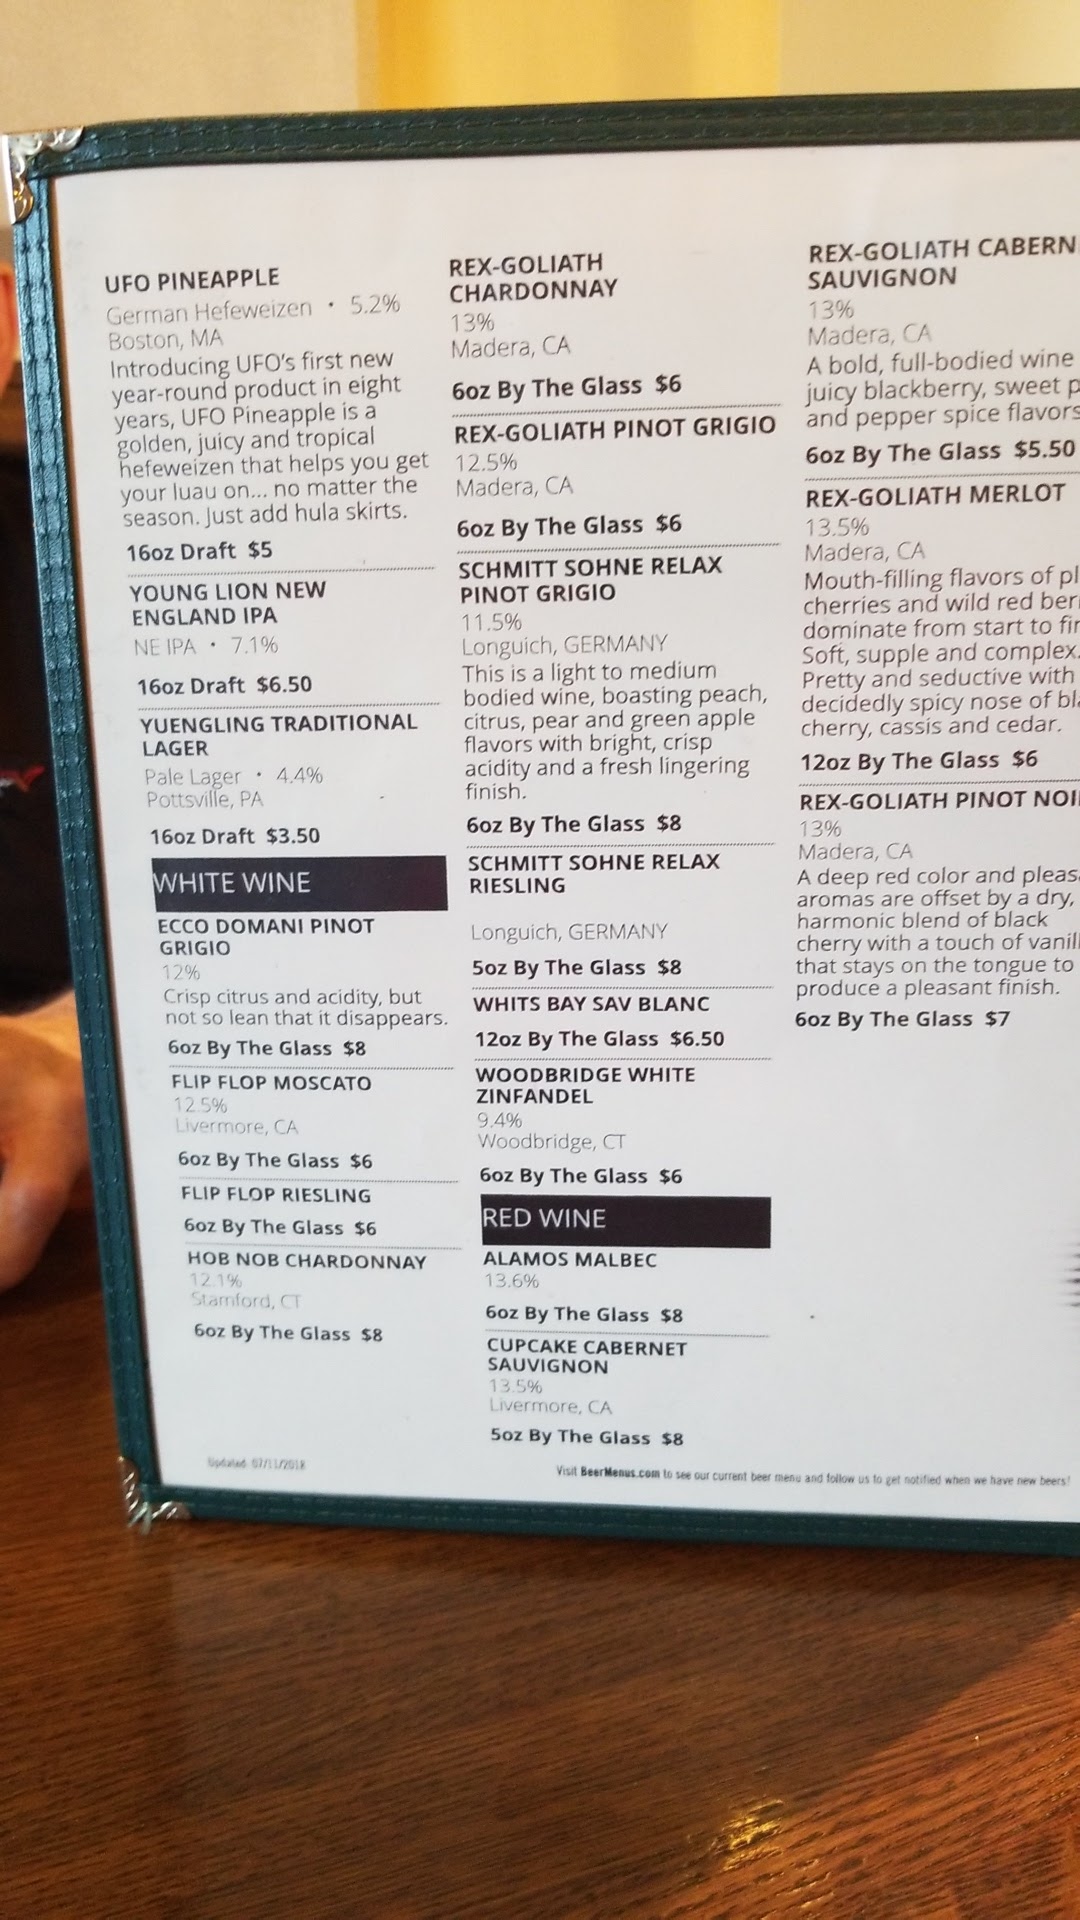 UFO PINEAPPLE
German Hefeweizen • 5.2%
Boston, MA
Introducing UFO's first new
year-round product in eight
years, UFO Pineapple is a
golden, juicy and tropical
hefeweizen that helps you get
your luau on... no matter the
season. Just add hula skirts.
16oz Draft $5
YOUNG LION NEW
ENGLAND IPA
NE IPA • 7.1%
16oz Draft $6.50
YUENGLING TRADITIONAL
LAGER
Pale Lager • 4.4%
Pottsville, PA
16oz Draft $3.50
WHITE WINE
ECCO DOMANI PINOT
GRIGIO
12%
Crisp citrus and acidity, but
not so lean that it disappears.
6oz By The Glass $8
FLIP FLOP MOSCATO
12.5%
Livermore, CA
6oz By The Glass $6
FLIP FLOP RIESLING
6oz By The Glass $6
HOB NOB CHARDONNAY
12.1%
Stamford, CT
6oz By The Glass $8
REX-GOLIATH
CHARDONNAY
13%
Madera, CA
6oz By The Glass $6
REX-GOLIATH PINOT GRIGIO
12.5%
Madera, CA
6oz By The Glass $6
SCHMITT SOHNE RELAX
PINOT GRIGIO
11.5%
Longuich, GERMANY
This is a light to medium
bodied wine, boasting peach,
citrus, pear and green apple
flavors with bright, crisp
acidity and a fresh lingering
finish.
6oz By The Glass $8
SCHMITT SOHNE RELAX
RIESLING
Longuich, GERMANY
5oz By The Glass $8
WHITS BAY SAV BLANC
12oz By The Glass $6.50
WOODBRIDGE WHITE
ZINFANDEL
9.4%
Woodbridge, CT
6oz By The Glass $6
RED WINE
ALAMOS MALBEC
13.6%
6oz By The Glass $8
CUPCAKE CABERNET
SAUVIGNON
13.5%
Livermore, CA
5oz By The Glass $8
REX-GOLIATH CABERN
SAUVIGNON
13%
Madera, CA
A bold, full-bodied wine
juicy blackberry, sweet p
and pepper spice flavors
6oz By The Glass $5.50
REX-GOLIATH MERLOT
13.5%
Madera, CA
Mouth-filling flavors of pl
cherries and wild red ber
dominate from start to fi
Soft, supple and complex.
Pretty and seductive with
decidedly spicy nose of bl
cherry, cassis and cedar.
12oz By The Glass $6
REX-GOLIATH PINOT NOI
13%
Madera, CA
A deep red color and pleas
aromas are offset by a dry,
harmonic blend of black
cherry with a touch of vanil
that stays on the tongue to
produce a pleasant finish.
6oz By The Glass $7
Updated: 07/11/2018
Visit BeerMenus.com to see our current beer menu and follow us to get notified when we have new beers!